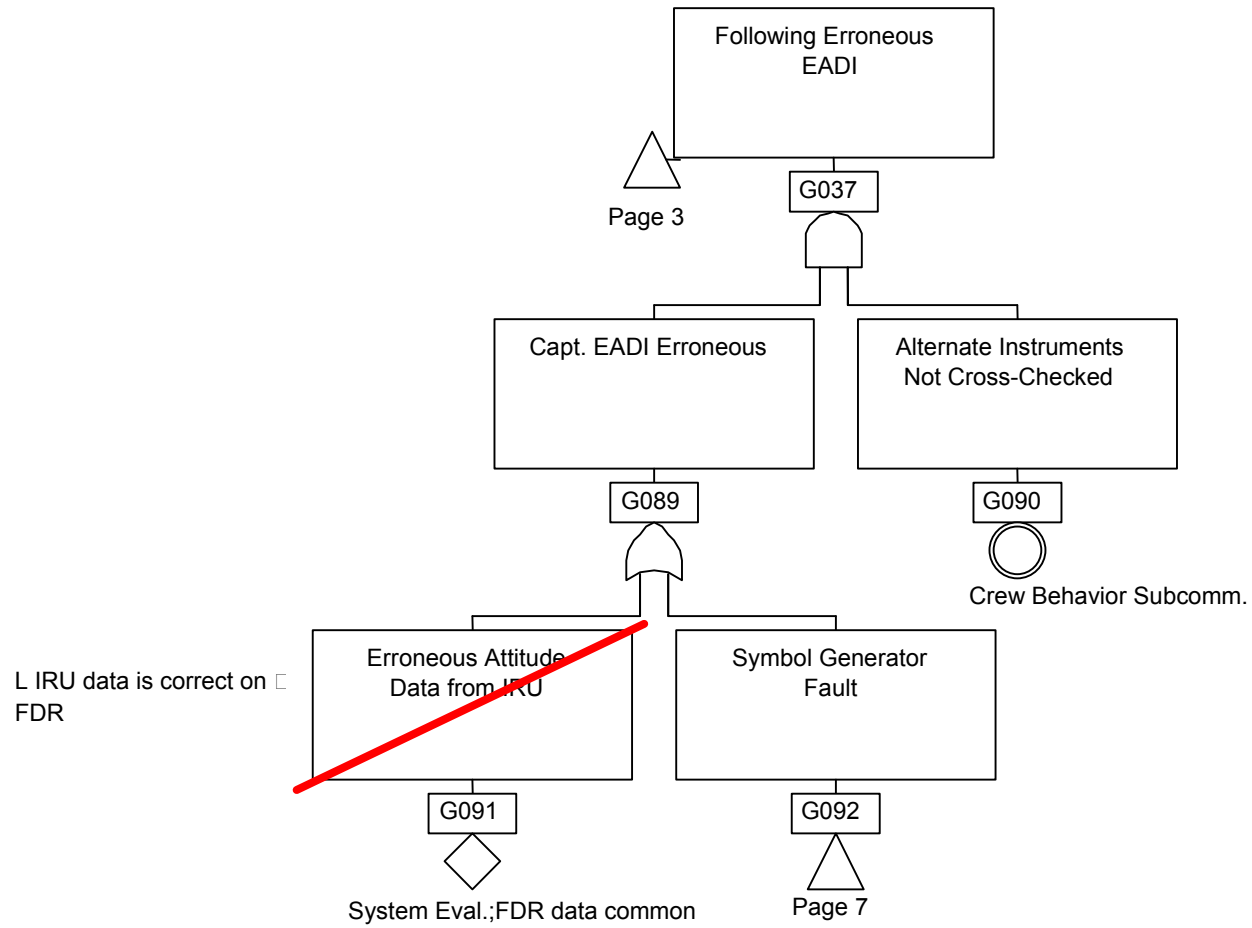 Following Erroneous
EADI
Page 3
G037
Capt. EADI Erroneous
Alternate Instruments
Not Cross-Checked
G089
G090
Crew Behavior Subcomm.
L IRU data is correct on
FDR
Erroneous Attitude
Data from IRU
Symbol Generator
Fault
G091
G092
System Eval.;FDR data common
Page 7